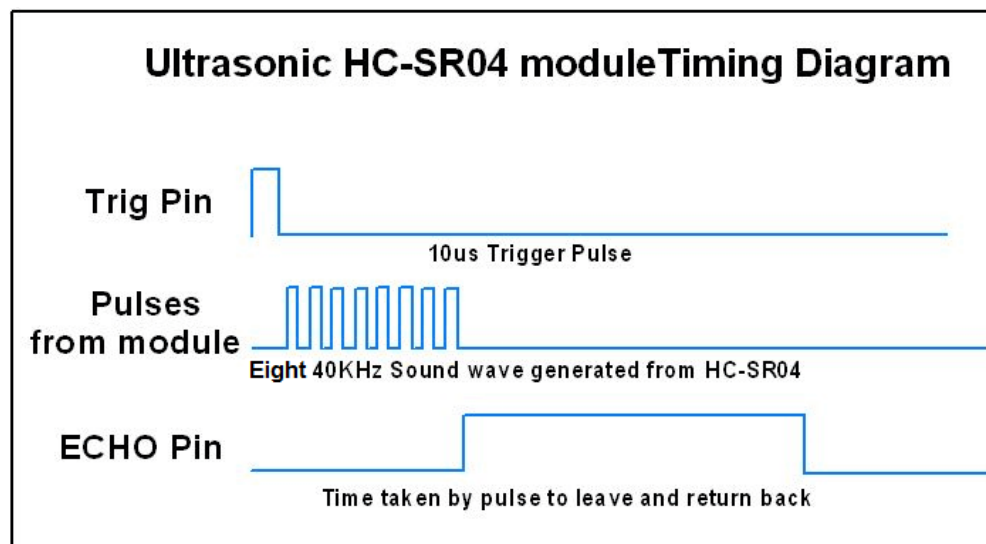 Ultrasonic HC-SR04 moduleTiming Diagram
Trig Pin
10us Trigger Pulse
Pulses
from module
Eight 40KHz Sound wave generated from HC-SR04
ECHO Pin
Time taken by pulse to leave and return back